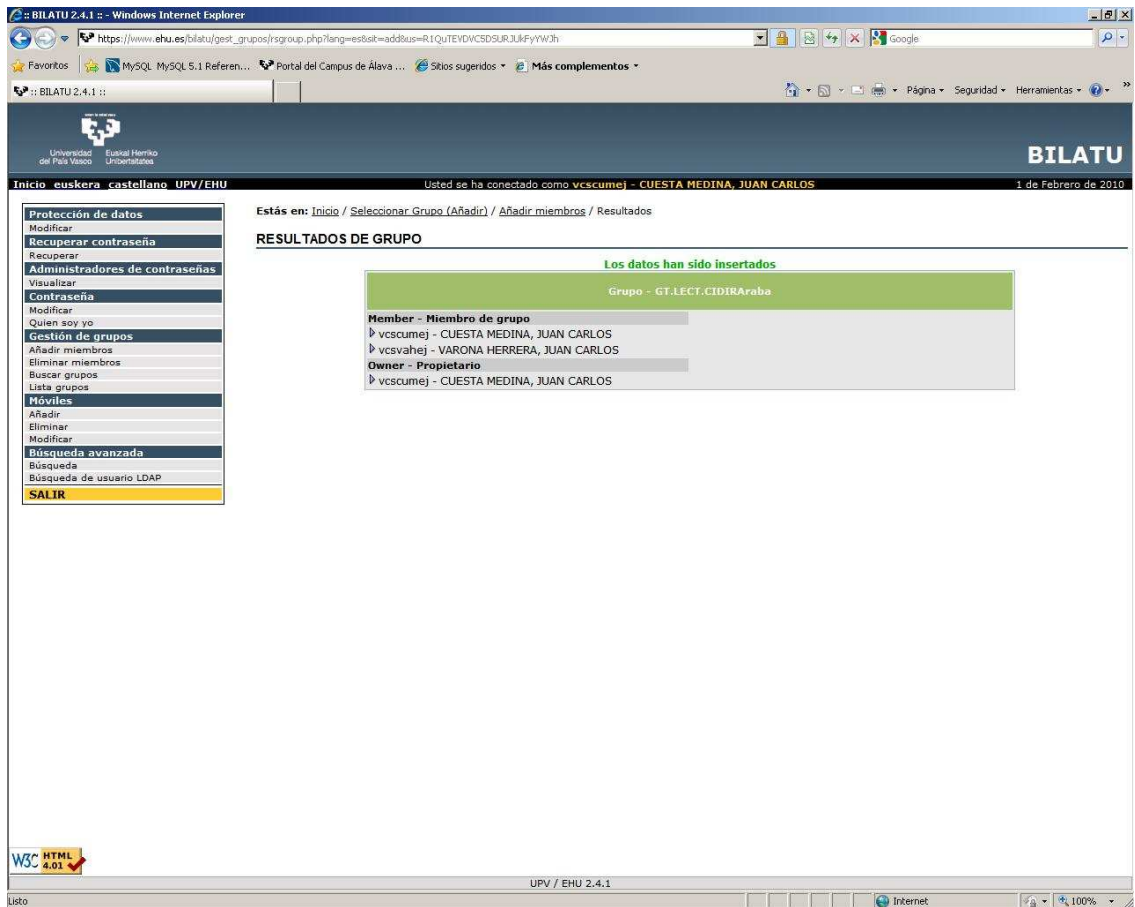 :: BILATU 2.4.1 :: - Windows Internet Explorer
https://www.ehu.es/bilatu/gest_grupos/rsgroup.php?lang=es&sit=add&us=R1QuTEVDVC5DSURJUkFyYWJh
Google
Favoritos MySQL MySQL 5.1 Referen... Portal del Campus de Álava ... Sitios sugeridos Más complementos
:: BILATU 2.4.1 ::
Página Seguridad Herramientas »
Universidad del País Vasco
Euskal Herriko Unibertsitatea
BILATU
Inicio euskera castellano UPV/EHU
Usted se ha conectado como vcscumej - CUESTA MEDINA, JUAN CARLOS
1 de Febrero de 2010
Protección de datos
Modificar
Recuperar contraseña
Recuperar
Administradores de contraseñas
Visualizar
Contraseña
Modificar
Quien soy yo
Gestión de grupos
Añadir miembros
Eliminar miembros
Buscar grupos
Lista grupos
Móviles
Añadir
Eliminar
Modificar
Búsqueda avanzada
Búsqueda
Búsqueda de usuario LDAP
SALIR
Estás en: Inicio / Seleccionar Grupo (Añadir) / Añadir miembros / Resultados
RESULTADOS DE GRUPO
Los datos han sido insertados
Grupo - GT.LECT.CIDIRAraba
Member - Miembro de grupo
vcscumej - CUESTA MEDINA, JUAN CARLOS
vcsvahej - VARONA HERRERA, JUAN CARLOS
Owner - Propietario
vcscumej - CUESTA MEDINA, JUAN CARLOS
W3C HTML 4.01
UPV / EHU 2.4.1
Listo
Internet
100%